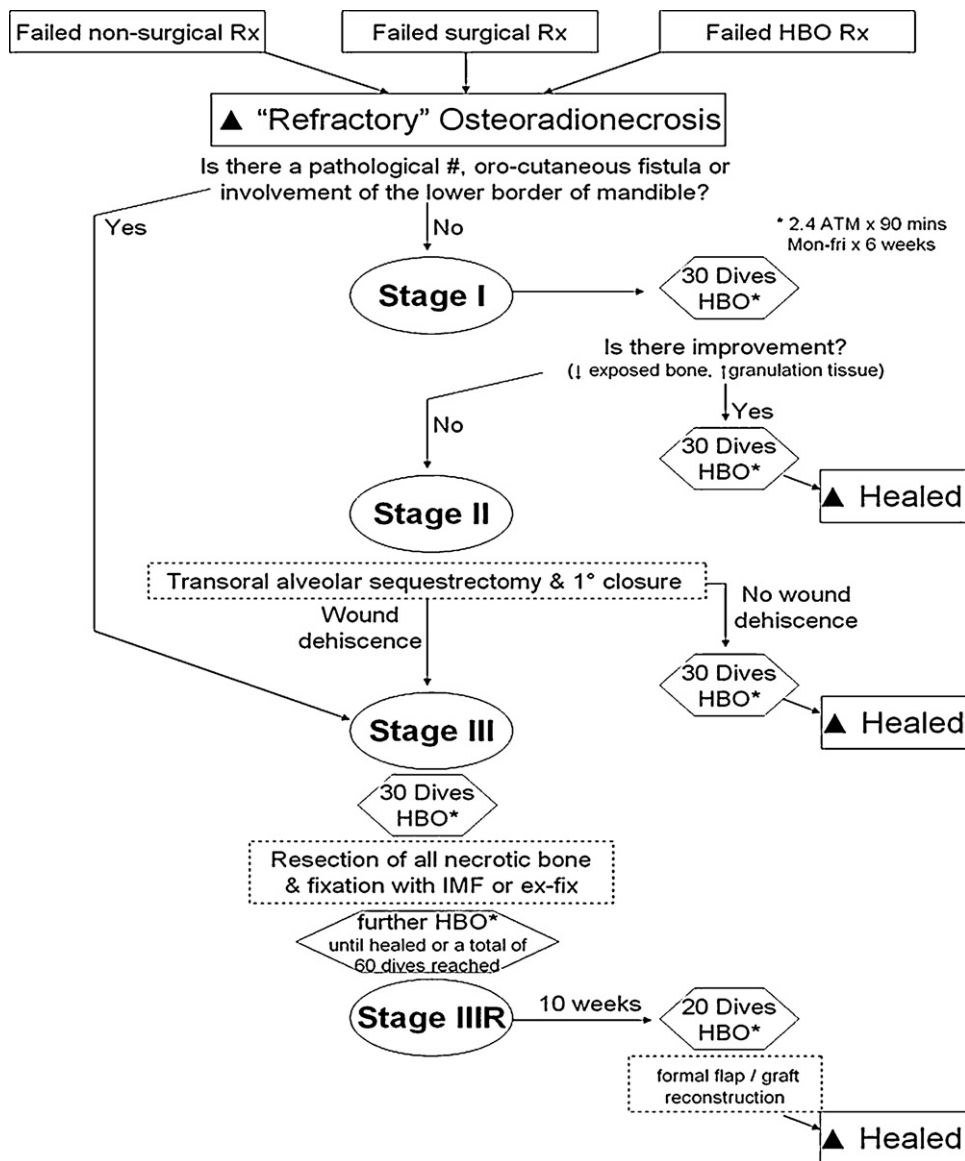 Failed non-surgical Rx
Failed surgical Rx
Failed HBO Rx
▲ “Refractory” Osteoradionecrosis
Is there a pathological #, oro-cutaneous fistula or
involvement of the lower border of mandible?
Yes
No
* 2.4 ATM x 90 mins
Mon-fri x 6 weeks
Stage I
30 Dives
HBO*
Is there improvement?
(↓ exposed bone, ↑granulation tissue)
No
Yes
30 Dives
HBO*
▲ Healed
Stage II
Transoral alveolar sequestrectomy & 1° closure
Wound
dehiscence
No wound
dehiscence
30 Dives
HBO*
▲ Healed
Stage III
30 Dives
HBO*
Resection of all necrotic bone
& fixation with IMF or ex-fix
further HBO*
until healed or a total of
60 dives reached
Stage IIIR
10 weeks
20 Dives
HBO*
formal flap / graft
reconstruction
▲ Healed